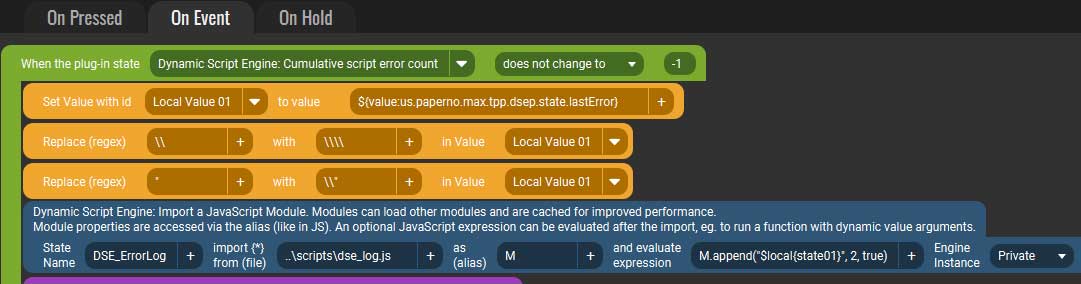 On Pressed On Event On Hold
When the plug-in state Dynamic Script Engine: Cumulative script error count does not change to -1
Set Value with id Local Value 01 to value ${value:us.paperno.max.tpp.dsep.state.lastError} +
Replace (regex) \\ + with \\\\ + in Value Local Value 01
Replace (regex) " + with \\" + in Value Local Value 01
Dynamic Script Engine: Import a JavaScript Module. Modules can load other modules and are cached for improved performance.
Module properties are accessed via the alias (like in JS). An optional JavaScript expression can be evaluated after the import, eg. to run a function with dynamic value arguments.
State Name DSE_ErrorLog + import {*} from (file) ..\scripts\dse_log.js + as (alias) M + and evaluate expression M.append("$local{state01}", 2, true) + Engine Instance Private